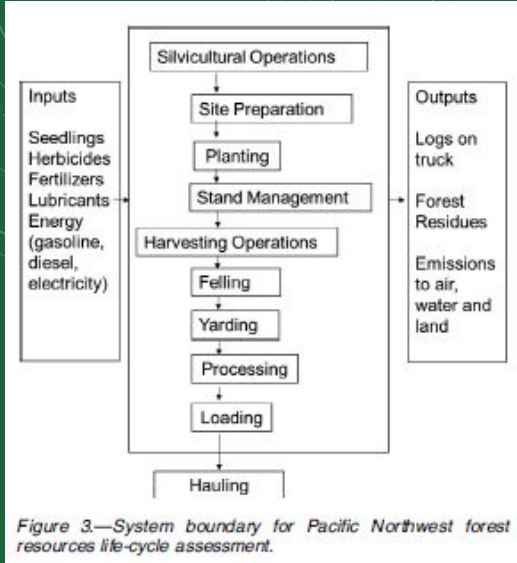 Inputs
Seedlings
Herbicides
Fertilizers
Lubricants
Energy
(gasoline,
diesel,
electricity)
Silvicultural Operations
Site Preparation
Planting
Stand Management
Harvesting Operations
Felling
Yarding
Processing
Loading
Hauling
Outputs
Logs on
truck
Forest
Residues
Emissions
to air,
water and
land
Figure 3.—System boundary for Pacific Northwest forest
resources life-cycle assessment.